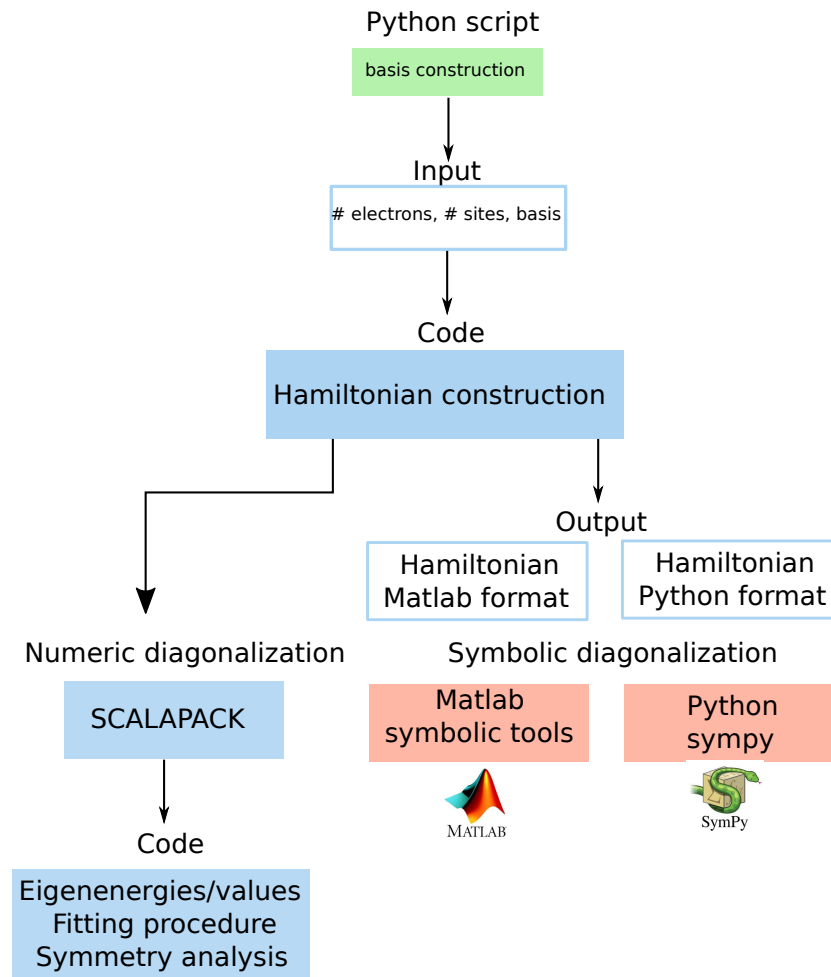 Python script
basis construction
Input
# electrons, # sites, basis
Code
Hamiltonian construction
Output
Hamiltonian
Matlab format
Hamiltonian
Python format
Numeric diagonalization
Symbolic diagonalization
SCALAPACK
Matlab
symbolic tools
Python
sympy
MATLAB
SymPy
Code
Eigenenergies/values
Fitting procedure
Symmetry analysis